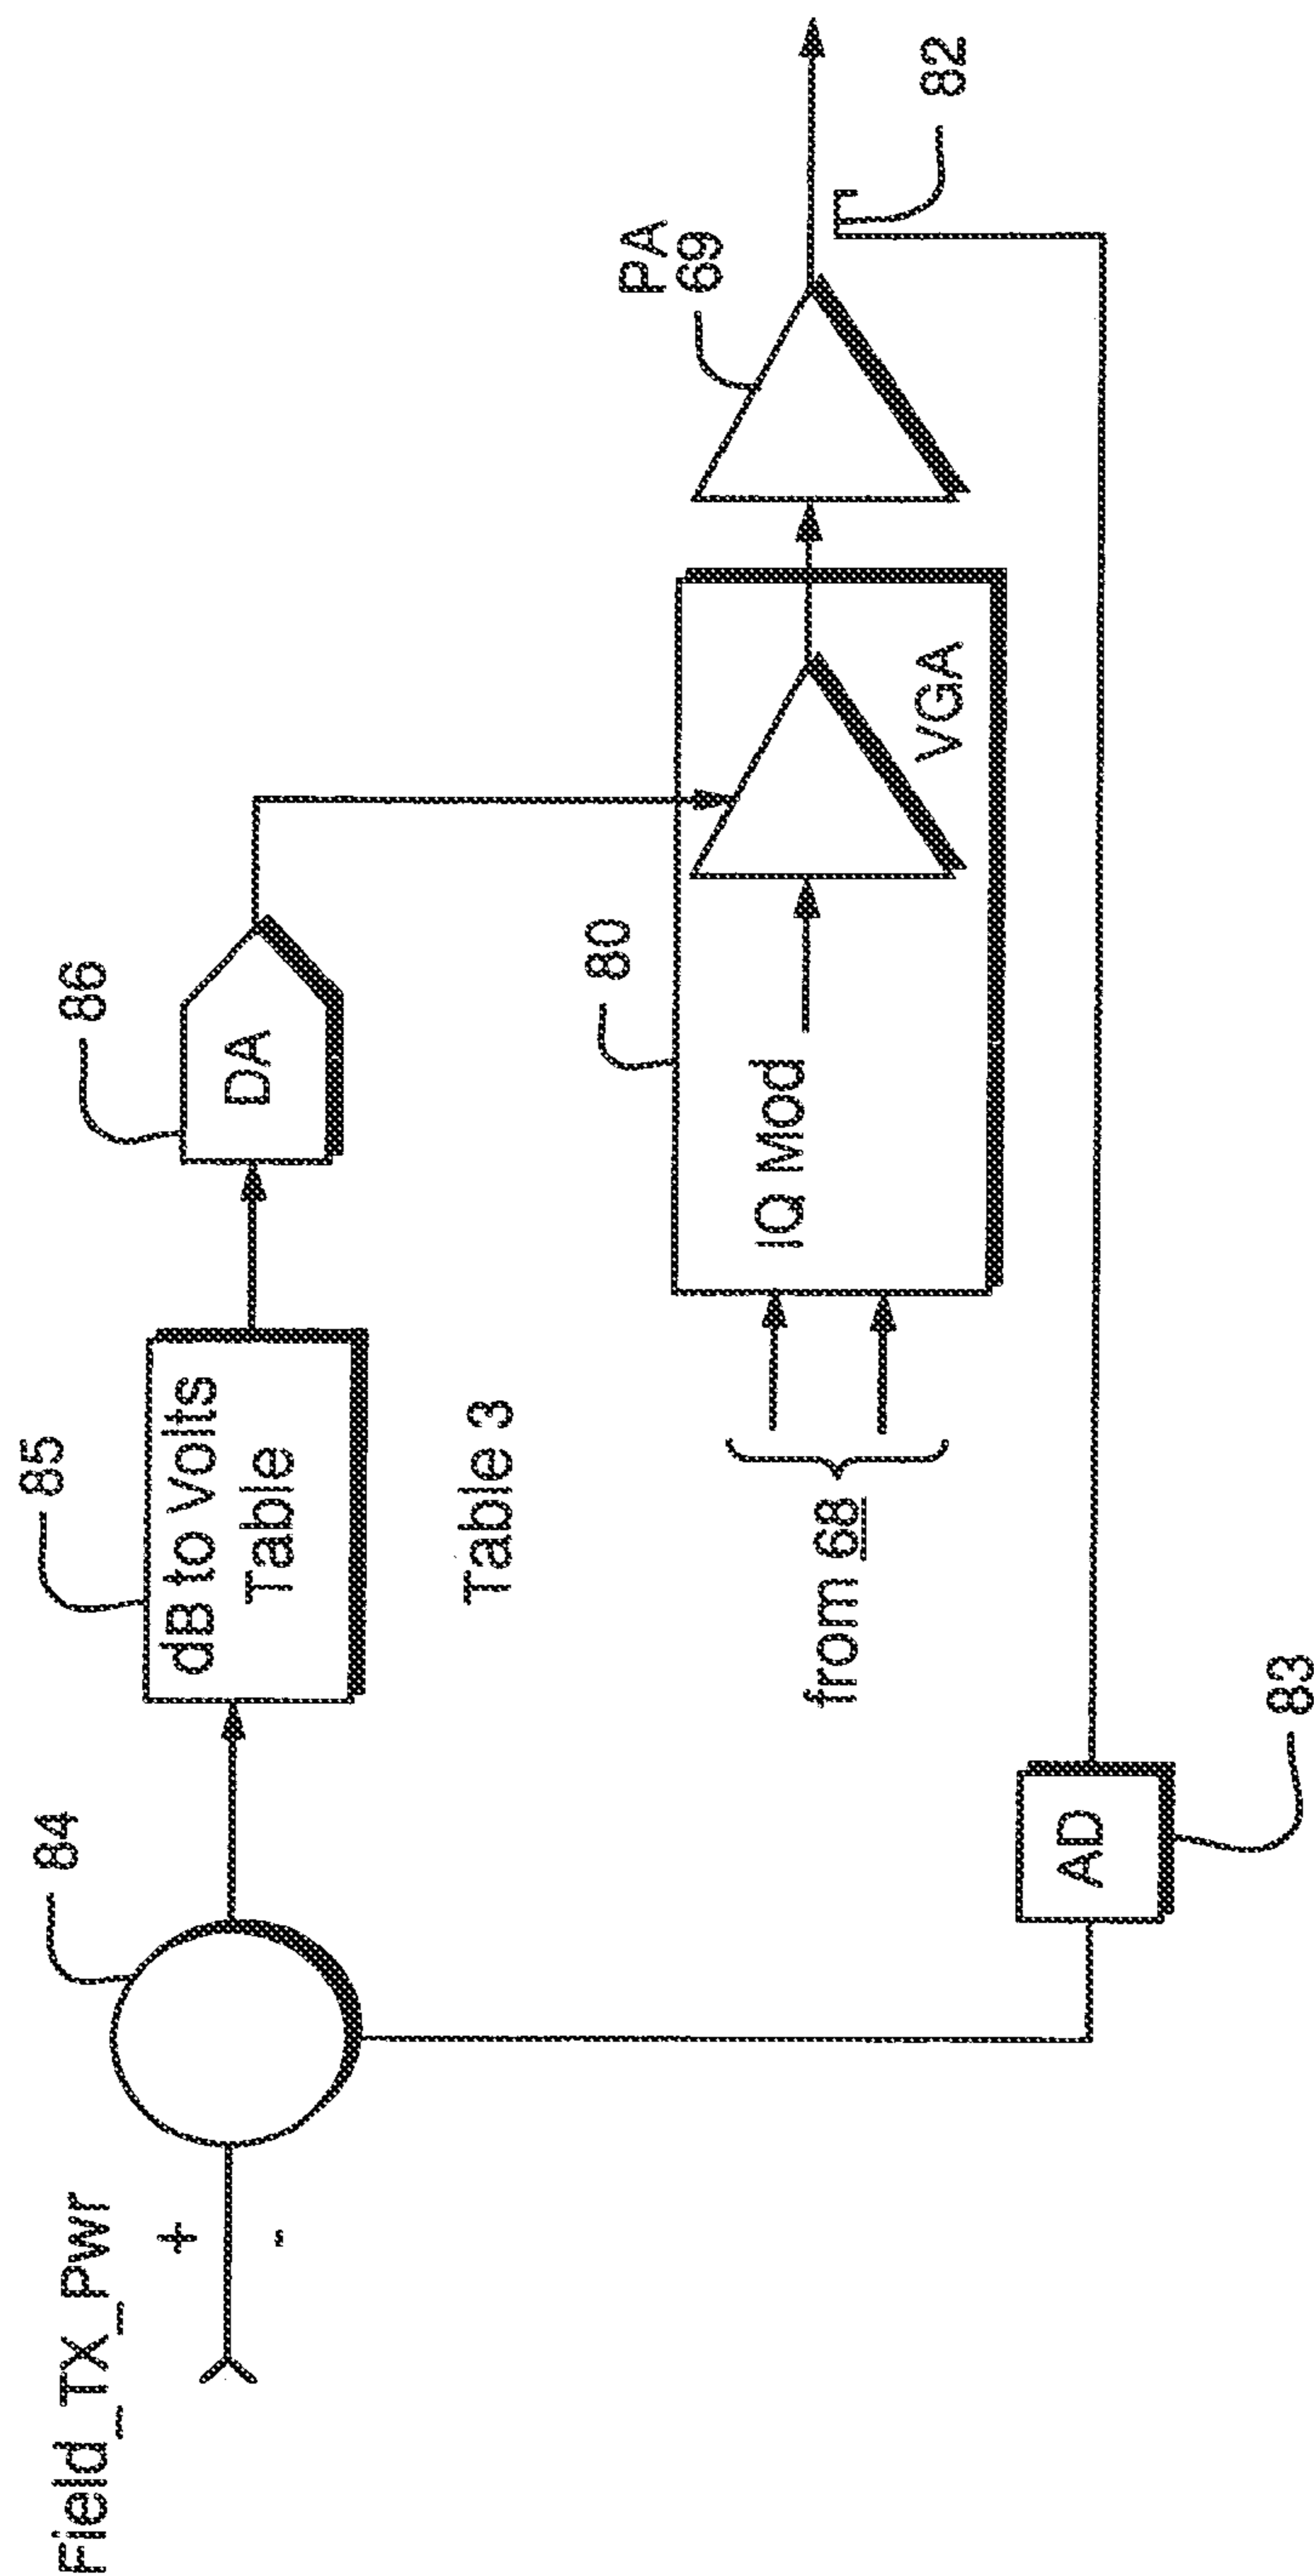 Field_TX_Pwr
+
-
84
85
dB to Volts
Table
Table 3
86
DA
80
IQ Mod
VGA
from 68
PA
69
82
AD
83